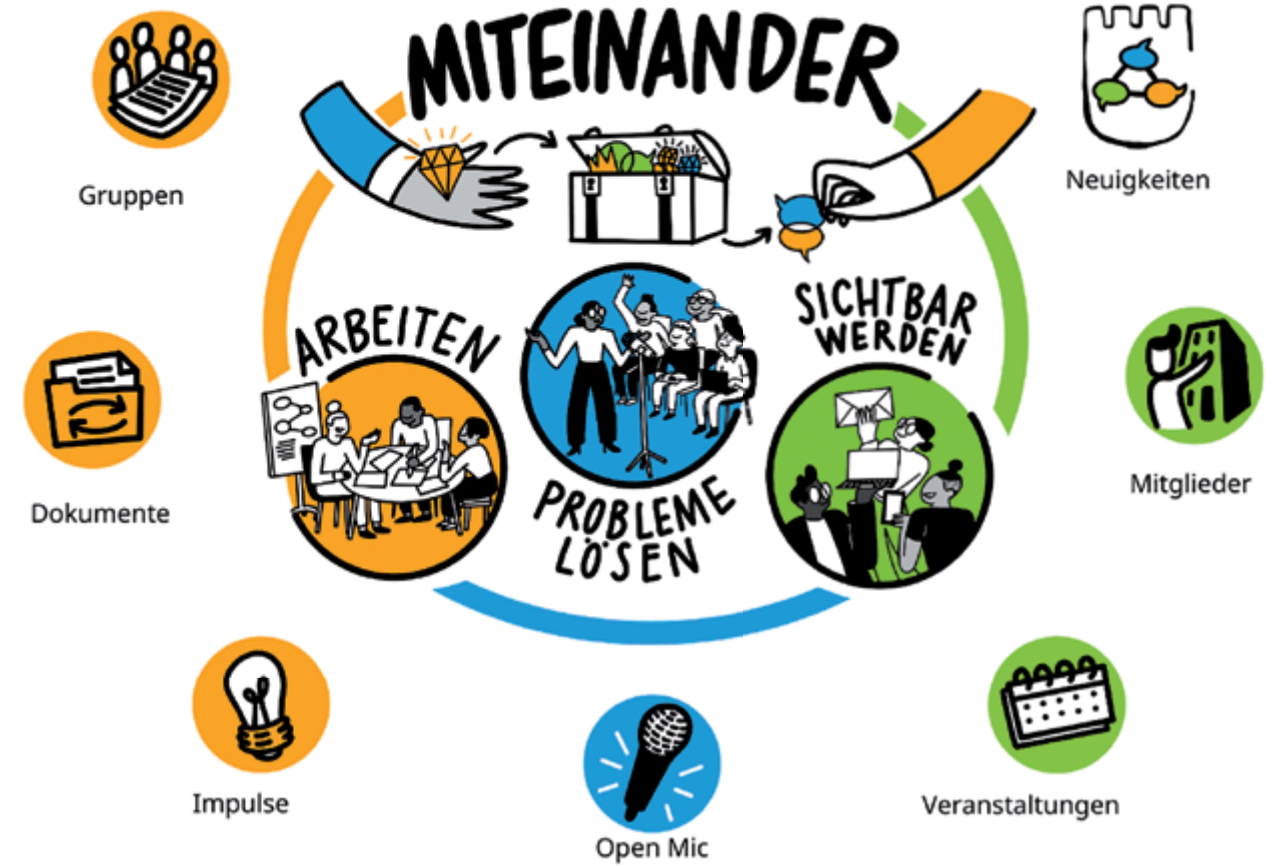 MITEINANDER
Gruppen
Neuigkeiten
ARBEITEN
SICHTBAR
WERDEN
PROBLEME
LÖSEN
Dokumente
Mitglieder
Impulse
Open Mic
Veranstaltungen